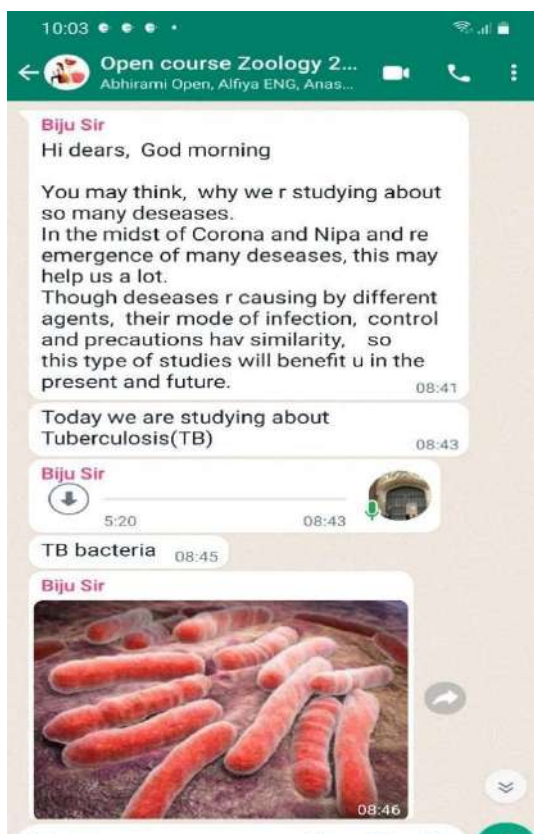 10:03
Open course Zoology 2...
Abhirami Open, Alfiya ENG, Anas...
Biju Sir
Hi dears, God morning
You may think, why we r studying about
so many deseases.
In the midst of Corona and Nipa and re
emergence of many deseases, this may
help us a lot.
Though deseases r causing by different
agents, their mode of infection, control
and precautions hav similarity, so
this type of studies will benefit u in the
present and future.
08:41
Today we are studying about
Tuberculosis(TB)
08:43
Biju Sir
5:20 08:43
TB bacteria 08:45
Biju Sir
08:46